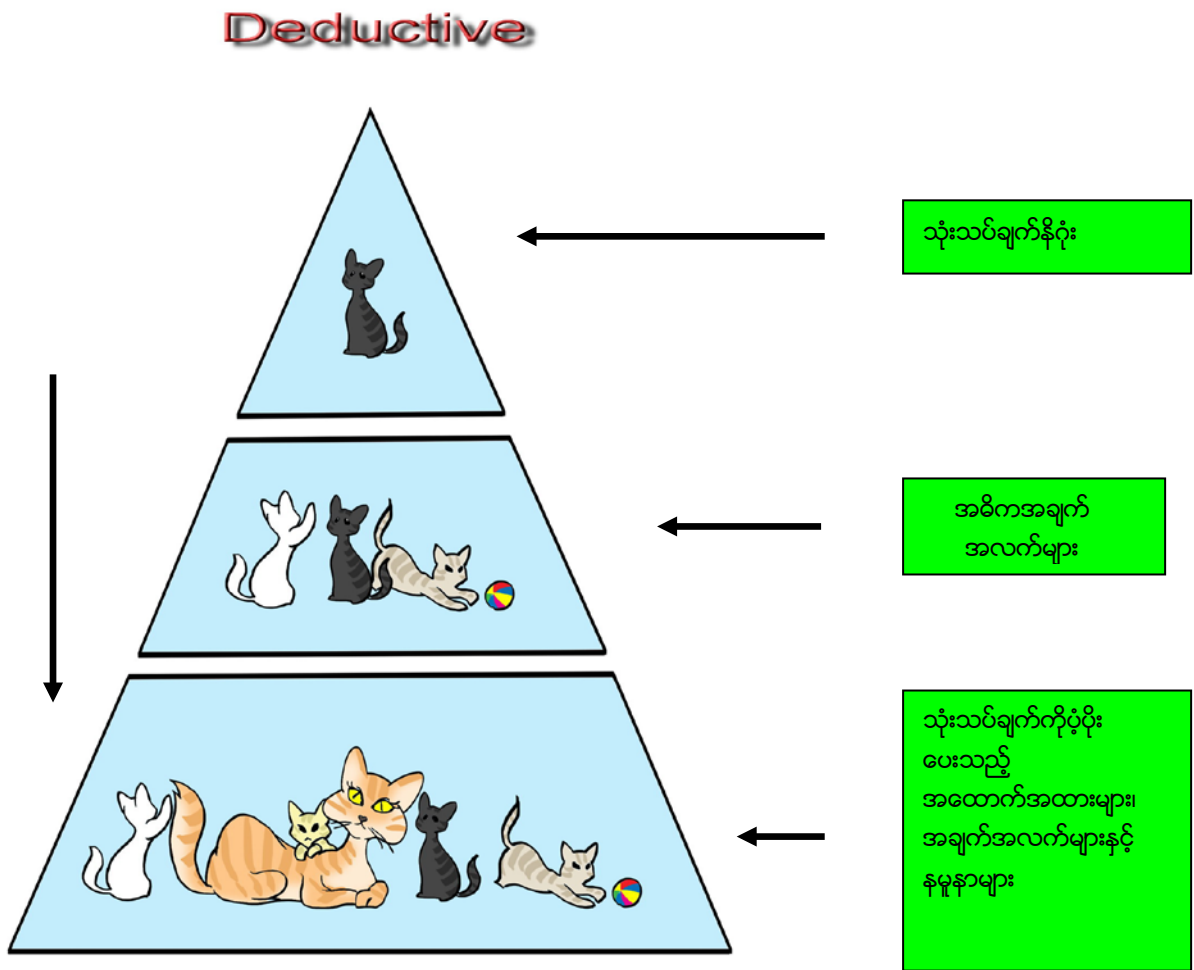 Deductive
သုံးသပ်ချက်နိဂုံး
အဓိကအချက်
အလက်များ
သုံးသပ်ချက်ကိုပံ့ပိုး
ပေးသည့်
အထောက်အထားများ၊
အချက်အလက်များနှင့်
နမူနာများ